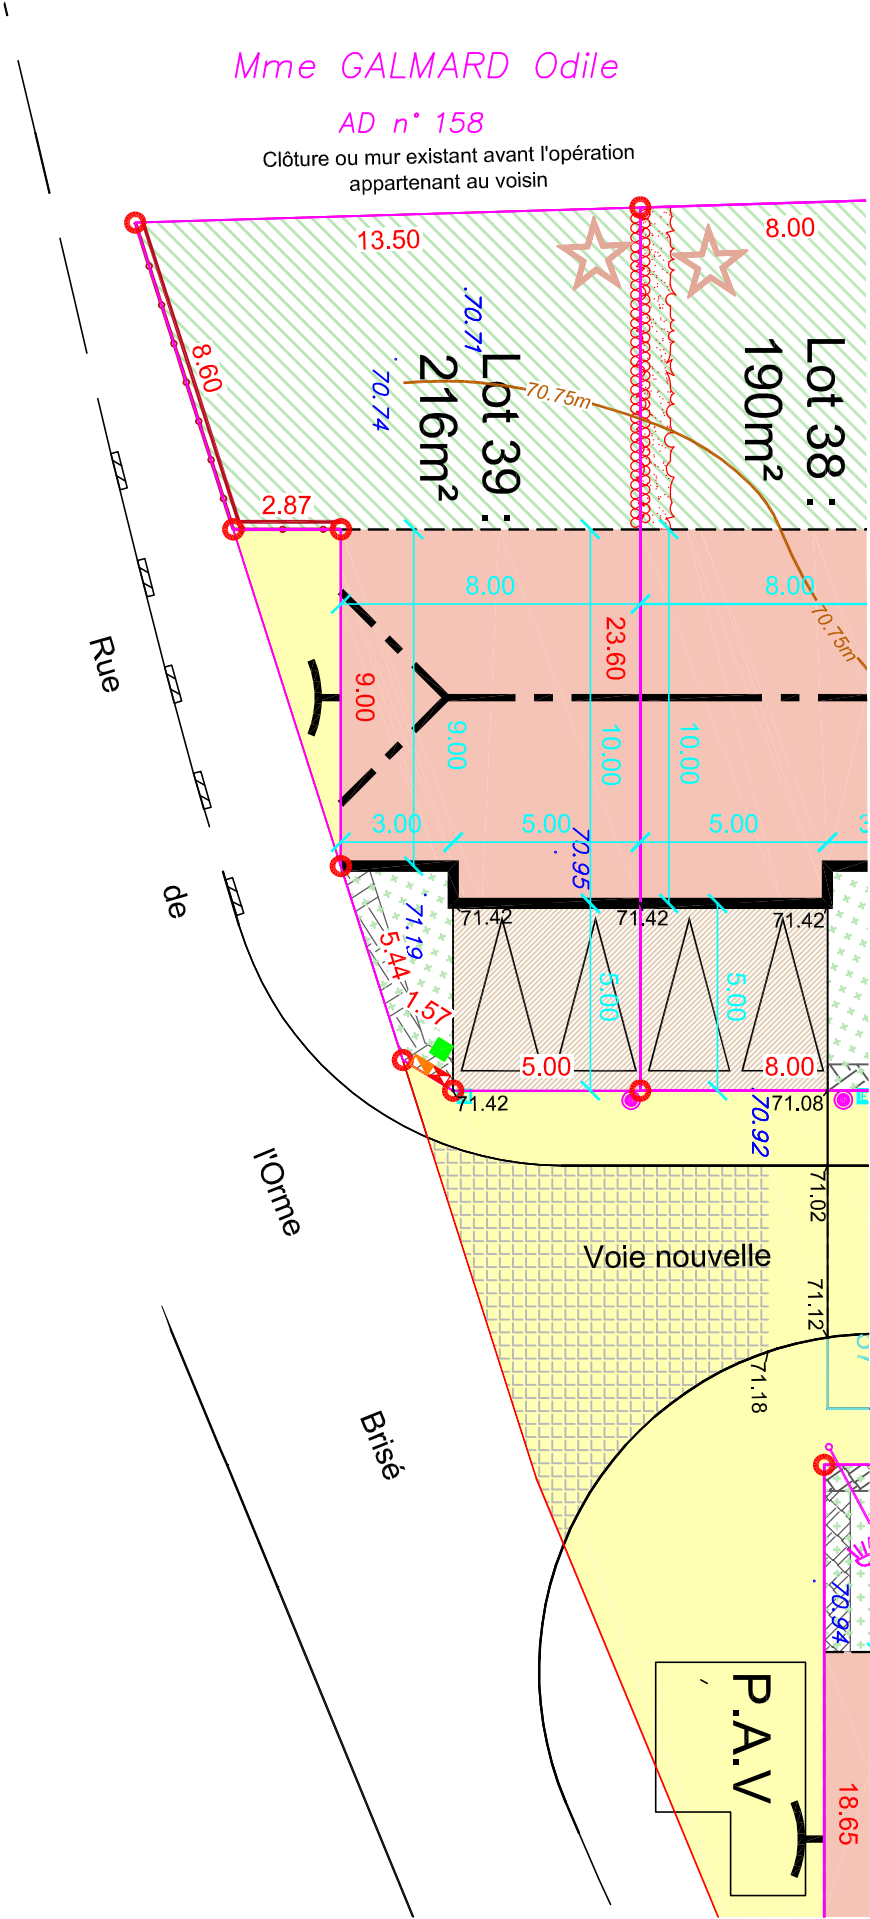 Mme GALMARD Odile
AD n° 158
Clôture ou mur existant avant l'opération
appartenant au voisin
13.50
8.00
8.60
.70.71
70.74
Lot 39 :
216m²
70.75m
Lot 38 :
190m²
2.87
8.00
8.00
23.60
70.75m
9.00
9.00
10.00
10.00
3.00
5.00
5.00
70.95
71.19
71.42
71.42
71.42
5.44
1.57
5.00
5.00
5.00
8.00
71.42
71.08
70.92
71.02
Voie nouvelle
71.12
71.18
Rue
de
l'Orme
Brisé
70.94
P.A.V
18.65